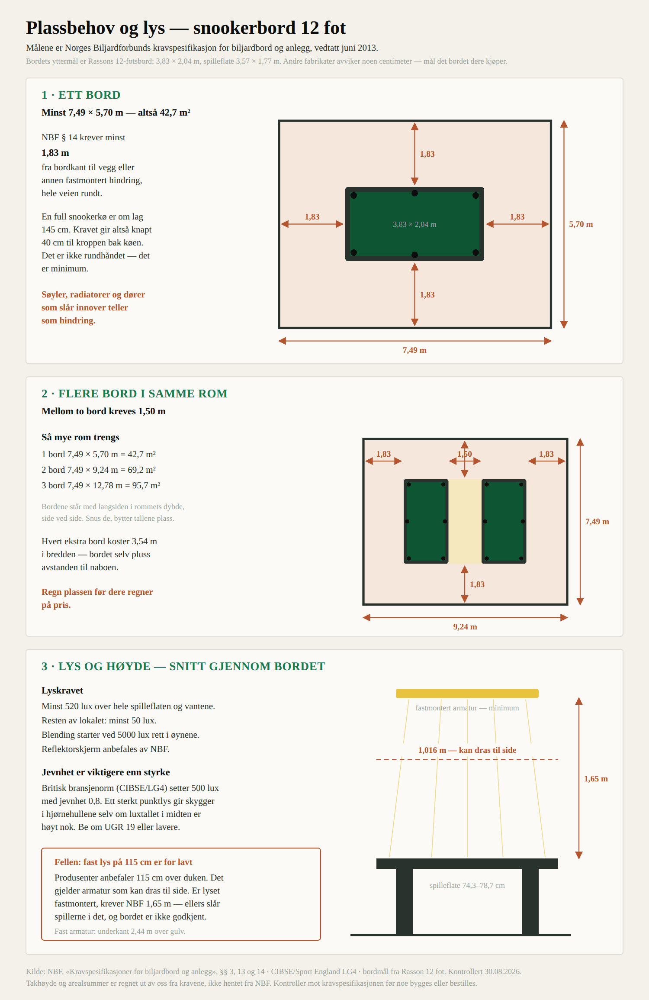 Plassbehov og lys — snookerbord 12 fot
Målene er Norges Biljardforbunds kravspesifikasjon for biljardbord og anlegg, vedtatt juni 2013.
Bordets yttermål er Rassons 12-fotsbord: 3,83 × 2,04 m, spilleflate 3,57 × 1,77 m. Andre fabrikater avviker noen centimeter — mål det bordet dere kjøper.
1 · ETT BORD
Minst 7,49 × 5,70 m — altså 42,7 m²
NBF § 14 krever minst
1,83 m
fra bordkant til vegg eller
annen fastmontert hindring,
hele veien rundt.
En full snookerkø er om lag
145 cm. Kravet gir altså knapt
40 cm til kroppen bak køen.
Det er ikke rundhåndet — det
er minimum.
Søyler, radiatorer og dører
som slår innover teller
som hindring.
1,83
1,83
3,83 × 2,04 m
1,83
5,70 m
1,83
7,49 m
2 · FLERE BORD I SAMME ROM
Mellom to bord kreves 1,50 m
Så mye rom trengs
1 bord 7,49 × 5,70 m = 42,7 m²
2 bord 7,49 × 9,24 m = 69,2 m²
3 bord 7,49 × 12,78 m = 95,7 m²
Bordene står med langsiden i rommets dybde,
side ved side. Snus de, bytter tallene plass.
Hvert ekstra bord koster 3,54 m
i bredden — bordet selv pluss
avstanden til naboen.
Regn plassen før dere regner
på pris.
1,83
1,50
1,83
7,49 m
1,83
9,24 m
3 · LYS OG HØYDE — SNITT GJENNOM BORDET
Lyskravet
Minst 520 lux over hele spilleflaten og vantene.
Resten av lokalet: minst 50 lux.
Blending starter ved 5000 lux rett i øynene.
Reflektorskjerm anbefales av NBF.
Jevnhet er viktigere enn styrke
Britisk bransjenorm (CIBSE/LG4) setter 500 lux
med jevnhet 0,8. Ett sterkt punktlys gir skygger
i hjørnehullene selv om luxtallet i midten er
høyt nok. Be om UGR 19 eller lavere.
Fellen: fast lys på 115 cm er for lavt
Produsenter anbefaler 115 cm over duken. Det
gjelder armatur som kan dras til side. Er lyset
fastmontert, krever NBF 1,65 m — ellers slår
spillerne i det, og bordet er ikke godkjent.
Fast armatur: underkant 2,44 m over gulv.
fastmontert armatur — minimum
1,016 m — kan dras til side
1,65 m
spilleflate 74,3–78,7 cm
Kilde: NBF, «Kravspesifikasjoner for biljardbord og anlegg», §§ 3, 13 og 14 · CIBSE/Sport England LG4 · bordmål fra Rasson 12 fot. Kontrollert 30.08.2026.
Takhøyde og arealsummer er regnet ut av oss fra kravene, ikke hentet fra NBF. Kontroller mot kravspesifikasjonen før noe bygges eller bestilles.